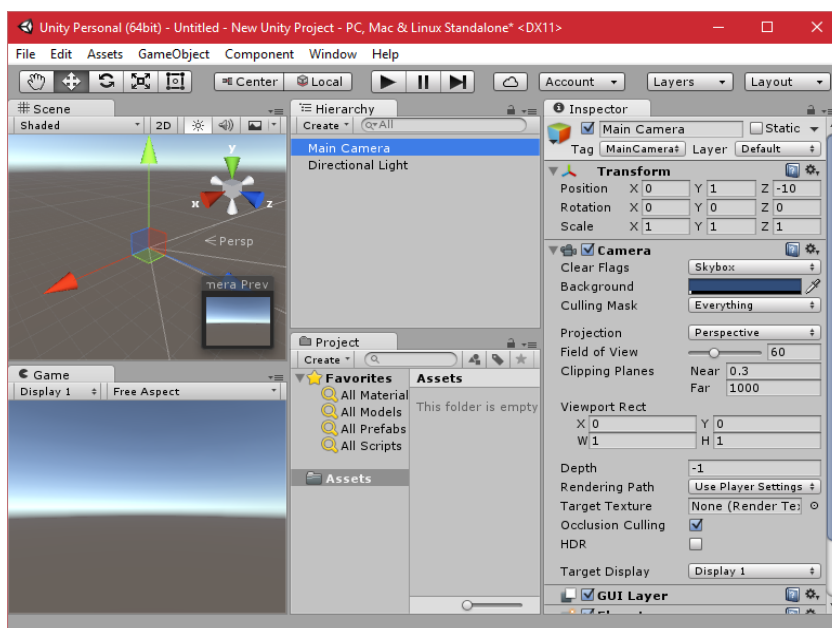 Unity Personal (64bit) - Untitled - New Unity Project - PC, Mac & Linux Standalone* <DX11>
File Edit Assets GameObject Component Window Help
Center Local Account Layers Layout
Scene
Shaded 2D
y
x z
Persp
mera Prev
Game
Display 1 Free Aspect
Hierarchy
Create All
Main Camera
Directional Light
Project
Create
Favorites
All Material
All Models
All Prefabs
All Scripts
Assets
Assets
This folder is empty
Inspector
Main Camera Static
Tag MainCamera Layer Default
Transform
Position X 0 Y 1 Z -10
Rotation X 0 Y 0 Z 0
Scale X 1 Y 1 Z 1
Camera
Clear Flags Skybox
Background
Culling Mask Everything
Projection Perspective
Field of View 60
Clipping Planes Near 0.3
Far 1000
Viewport Rect
X 0 Y 0
W 1 H 1
Depth -1
Rendering Path Use Player Settings
Target Texture None (Render Te
Occlusion Culling
HDR
Target Display Display 1
GUI Layer